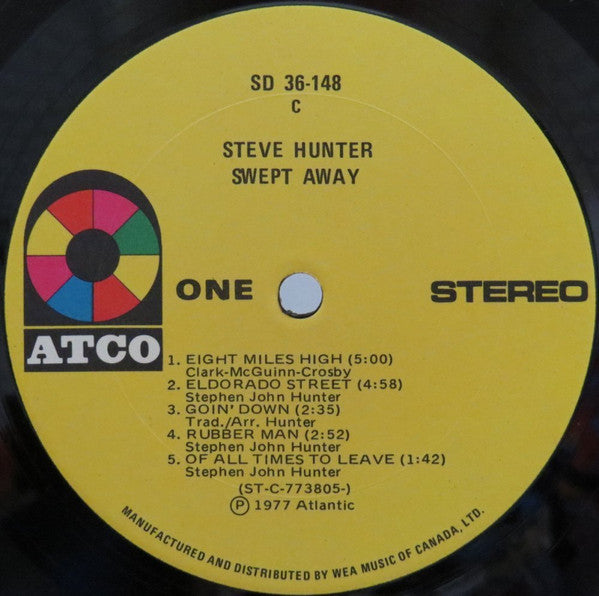 SD 36-148
C
STEVE HUNTER
SWEPT AWAY
ATCO
ONE
STEREO
1. EIGHT MILES HIGH (5:00)
Clark-McGuinn-Crosby
2. ELDORADO STREET (4:58)
Stephen John Hunter
3. GOIN' DOWN (2:35)
Trad./Arr. Hunter
4. RUBBER MAN (2:52)
Stephen John Hunter
5. OF ALL TIMES TO LEAVE (1:42)
Stephen John Hunter
(ST-C-773805-)
Ⓟ 1977 Atlantic
MANUFACTURED AND DISTRIBUTED BY WEA MUSIC OF CANADA, LTD.